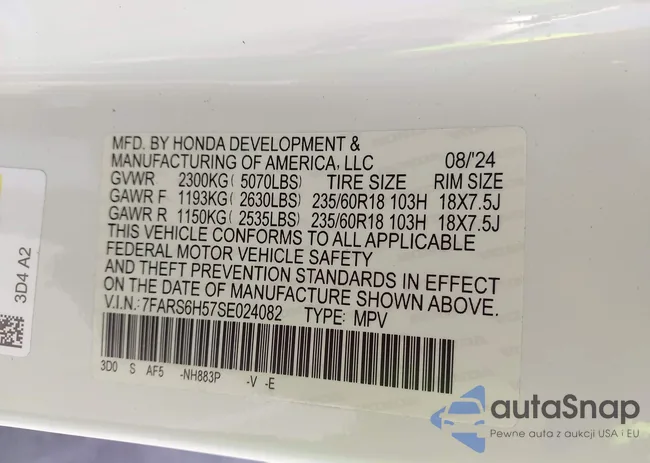 MFD. BY HONDA DEVELOPMENT &
MANUFACTURING OF AMERICA, LLC 08/'24
GVWR 2300KG( 5070LBS) TIRE SIZE RIM SIZE
GAWR F 1193KG( 2630LBS) 235/60R18 103H 18X7.5J
GAWR R 1150KG( 2535LBS) 235/60R18 103H 18X7.5J
THIS VEHICLE CONFORMS TO ALL APPLICABLE
FEDERAL MOTOR VEHICLE SAFETY
AND THEFT PREVENTION STANDARDS IN EFFECT
ON THE DATE OF MANUFACTURE SHOWN ABOVE.
V.I.N.:7FARS6H57SE024082 TYPE: MPV
3D0 S AF5 -NH883P -V -E
3D4 A2
autaSnap
Pewne auta z aukcji USA i EU